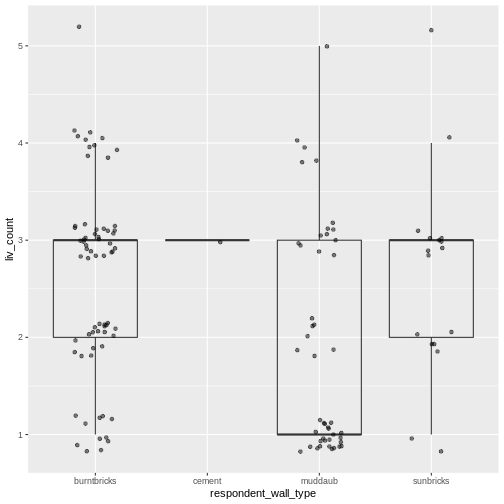 liv_count
5
4
3
2
1
burntbricks
cement
muddaub
sunbricks
respondent_wall_type